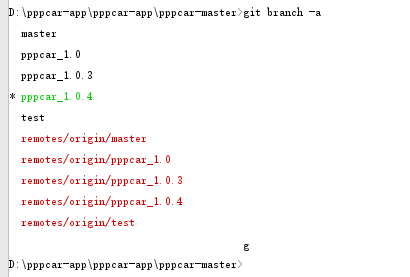 D:\pppcar-app\pppcar-app\pppcar-master>git branch -a
master
pppcar_1.0
pppcar_1.0.3
* pppcar_1.0.4
test
remotes/origin/master
remotes/origin/pppcar_1.0
remotes/origin/pppcar_1.0.3
remotes/origin/pppcar_1.0.4
remotes/origin/test
g
D:\pppcar-app\pppcar-app\pppcar-master>